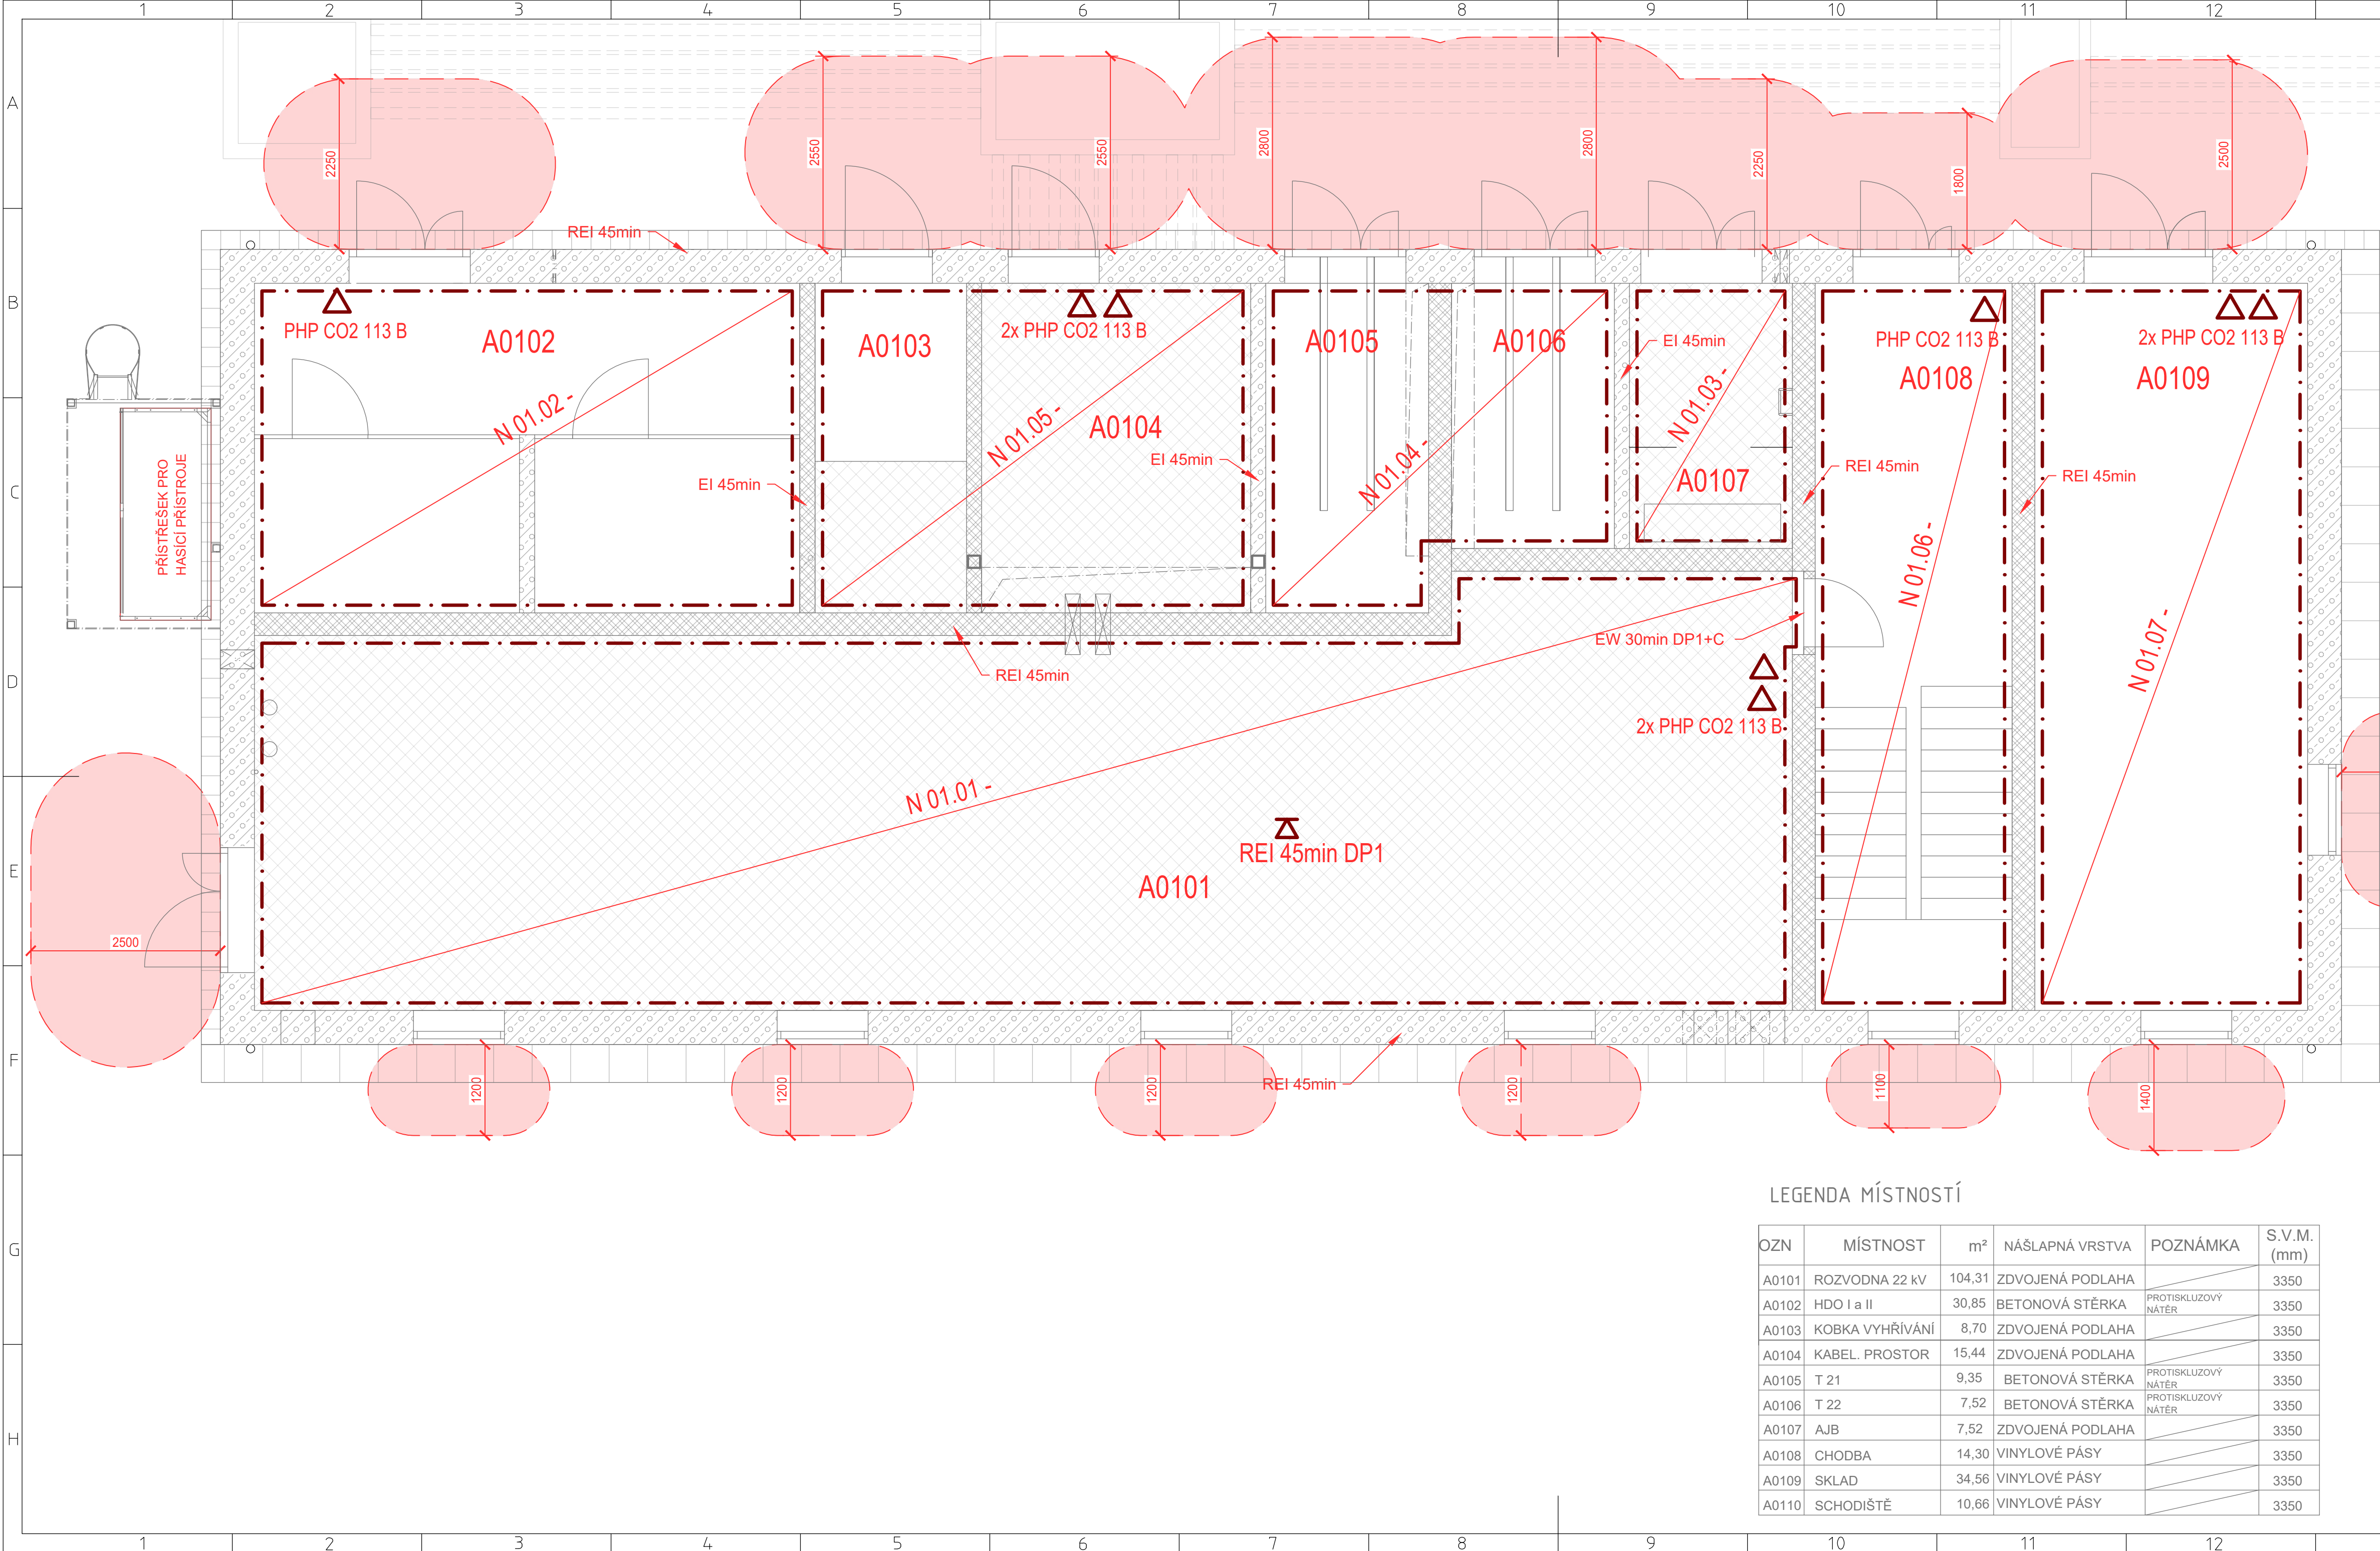 1 2 3 4 5 6 7 8 9 10 11 12
A
B
C
D
E
F
G
H
2250
2550
2550
2800
2800
2250
1800
2500
REI 45min
PHP CO2 113 B
A0102
A0103
2x PHP CO2 113 B
A0105
A0106
EI 45min
PHP CO2 113 B
2x PHP CO2 113 B
A0108
A0109
N 01.02 -
N 01.05 -
A0104
N 01.04 -
N 01.03 -
A0107
EI 45min
EI 45min
REI 45min
REI 45min
PŘÍSTŘEŠEK PRO
HASÍCÍ PŘÍSTROJE
N 01.06 -
N 01.07 -
EW 30min DP1+C
REI 45min
2x PHP CO2 113 B
N 01.01 -
REI 45min DP1
A0101
2500
1200
1200
1200
REI 45min
1200
1100
1400
LEGENDA MÍSTNOSTÍ
OZN MÍSTNOST m² NÁŠLAPNÁ VRSTVA POZNÁMKA S.V.M.
(mm)
A0101 ROZVODNA 22 kV 104,31 ZDVOJENÁ PODLAHA 3350
A0102 HDO I a II 30,85 BETONOVÁ STĚRKA PROTISKLUZOVÝ
NÁTĚR 3350
A0103 KOBKA VYHŘÍVÁNÍ 8,70 ZDVOJENÁ PODLAHA 3350
A0104 KABEL. PROSTOR 15,44 ZDVOJENÁ PODLAHA 3350
A0105 T 21 9,35 BETONOVÁ STĚRKA PROTISKLUZOVÝ
NÁTĚR 3350
A0106 T 22 7,52 BETONOVÁ STĚRKA PROTISKLUZOVÝ
NÁTĚR 3350
A0107 AJB 7,52 ZDVOJENÁ PODLAHA 3350
A0108 CHODBA 14,30 VINYLOVÉ PÁSY 3350
A0109 SKLAD 34,56 VINYLOVÉ PÁSY 3350
A0110 SCHODIŠTĚ 10,66 VINYLOVÉ PÁSY 3350
1 2 3 4 5 6 7 8 9 10 11 12